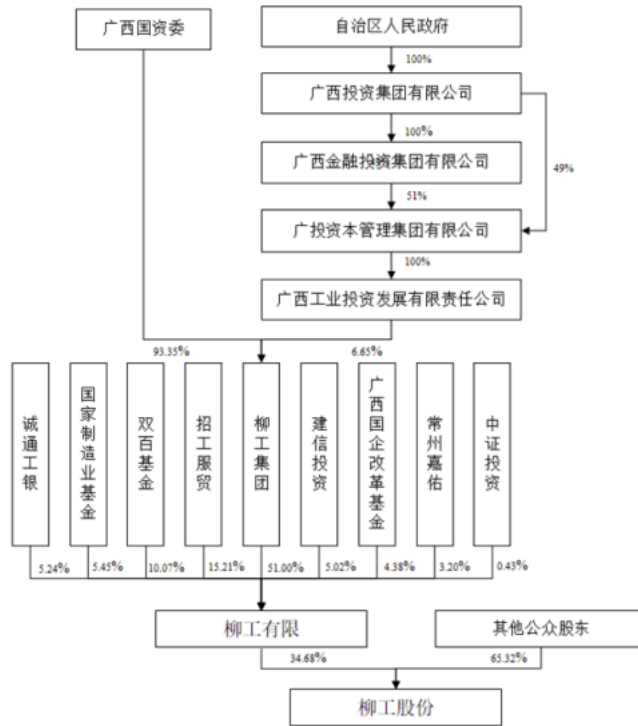 广西国资委
自治区人民政府
100%
广西投资集团有限公司
100%
广西金融投资集团有限公司
49%
51%
广投资本管理集团有限公司
100%
广西工业投资发展有限责任公司
93.35%
6.65%
诚通工银
国家制造业基金
双百基金
招工服贸
柳工集团
建信投资
广西国企改革基金
常州嘉佑
中证投资
5.24%
5.45%
10.07%
15.21%
51.00%
5.02%
4.38%
3.20%
0.43%
柳工有限
其他公众股东
34.68%
65.32%
柳工股份